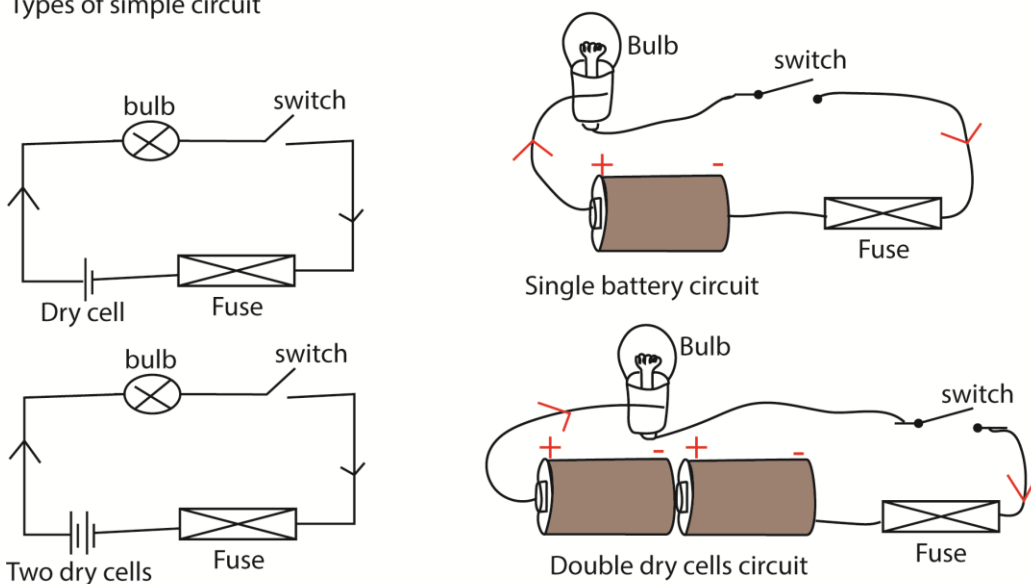 Types of simple circuit
bulb
switch
Dry cell
Fuse
Bulb
switch
+ -
Fuse
Single battery circuit
bulb
switch
Two dry cells
Fuse
Bulb
switch
+ - + -
Fuse
Double dry cells circuit